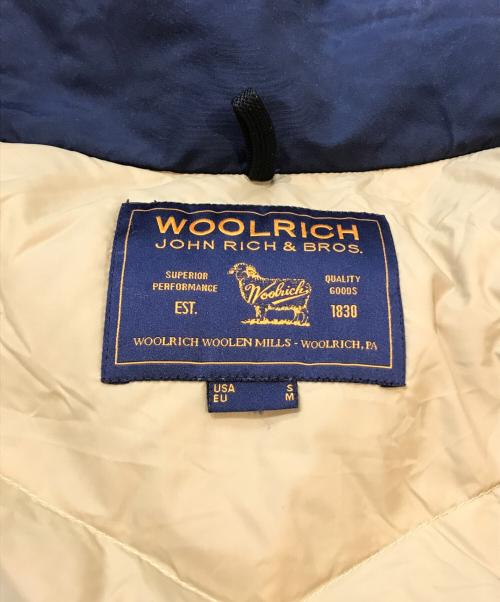 WOOLRICH
JOHN RICH & BROS.
SUPERIOR
PERFORMANCE
EST.
Woolrich
QUALITY
GOODS
1830
WOOLRICH WOOLEN MILLS - WOOLRICH, PA
USA S
EU M